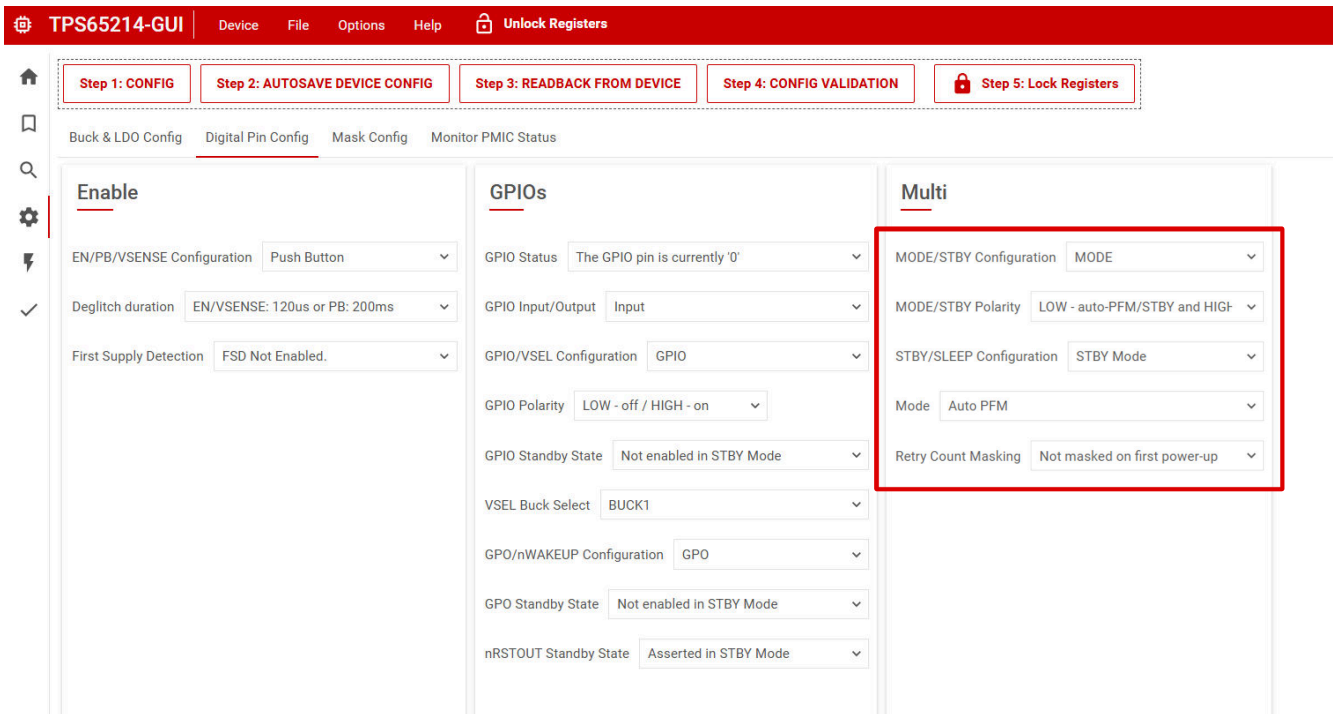 TPS65214-GUI Device File Options Help Unlock Registers
Step 1: CONFIG Step 2: AUTOSAVE DEVICE CONFIG Step 3: READBACK FROM DEVICE Step 4: CONFIG VALIDATION Step 5: Lock Registers
Buck & LDO Config Digital Pin Config Mask Config Monitor PMIC Status
Enable
EN/PB/VSENSE Configuration Push Button
Deglitch duration EN/VSENSE: 120us or PB: 200ms
First Supply Detection FSD Not Enabled.
GPIOs
GPIO Status The GPIO pin is currently '0'
GPIO Input/Output Input
GPIO/VSEL Configuration GPIO
GPIO Polarity LOW - off / HIGH - on
GPIO Standby State Not enabled in STBY Mode
VSEL Buck Select BUCK1
GPO/nWAKEUP Configuration GPO
GPO Standby State Not enabled in STBY Mode
nRSTOUT Standby State Asserted in STBY Mode
Multi
MODE/STBY Configuration MODE
MODE/STBY Polarity LOW - auto-PFM/STBY and HIGH
STBY/SLEEP Configuration STBY Mode
Mode Auto PFM
Retry Count Masking Not masked on first power-up